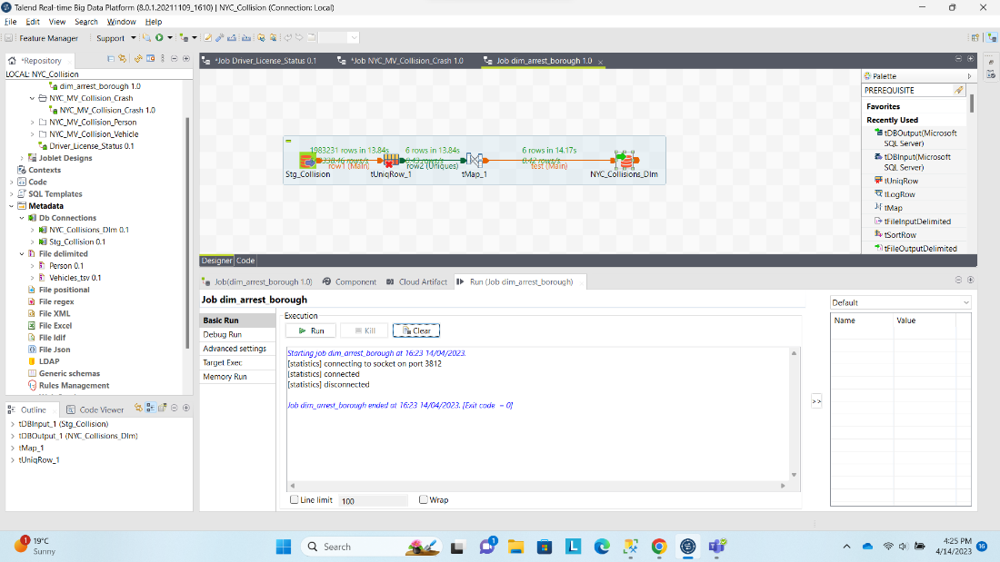 Talend Real-time Big Data Platform (8.0.1.20211109_1610) | NYC_Collision (Connection: Local)
File Edit View Search Window Help
Feature Manager Support
*Repository
LOCAL: NYC_Collision
dim_arrest_borough 1.0
NYC_MV_Collision_Crash
NYC_MV_Collision_Crash 1.0
NYC_MV_Collision_Person
NYC_MV_Collision_Vehicle
Driver_License_Status 0.1
Joblet Designs
Contexts
Code
SQL Templates
Metadata
Db Connections
NYC_Collisions_DIm 0.1
Stg_Collision 0.1
File delimited
Person 0.1
Vehicles_tsv 0.1
File positional
File regex
File XML
File Excel
File ldif
File Json
LDAP
Generic schemas
Rules Management
Outline Code Viewer
tDBInput_1 (Stg_Collision)
tDBOutput_1 (NYC_Collisions_DIm)
tMap_1
tUniqRow_1
*Job Driver_License_Status 0.1 *Job NYC_MV_Collision_Crash 1.0 Job dim_arrest_borough 1.0
1983231 rows in 13.84s 6 rows in 13.84s 6 rows in 14.17s
0.43 rows/s 0.42 rows/s
row1 (Main) row2 (Uniques) test (Main)
Stg_Collision tUniqRow_1 tMap_1 NYC_Collisions_DIm
Palette
PREREQUISITE
Favorites
Recently Used
tDBOutput(Microsoft
SQL Server)
tDBInput(Microsoft
SQL Server)
tUniqRow
tLogRow
tMap
tFileInputDelimited
tSortRow
tFileOutputDelimited
Designer Code
Job(dim_arrest_borough 1.0) Component Cloud Artifact Run (Job dim_arrest_borough)
Job dim_arrest_borough
Basic Run
Debug Run
Advanced settings
Target Exec
Memory Run
Execution
Run Kill Clear
Starting job dim_arrest_borough at 16:23 14/04/2023.
[statistics] connecting to socket on port 3812
[statistics] connected
[statistics] disconnected
Job dim_arrest_borough ended at 16:23 14/04/2023. [Exit code = 0]
Line limit 100 Wrap
>>
Default
Name Value
1
19°C
Sunny
Search
1
4:25 PM
4/14/2023
16